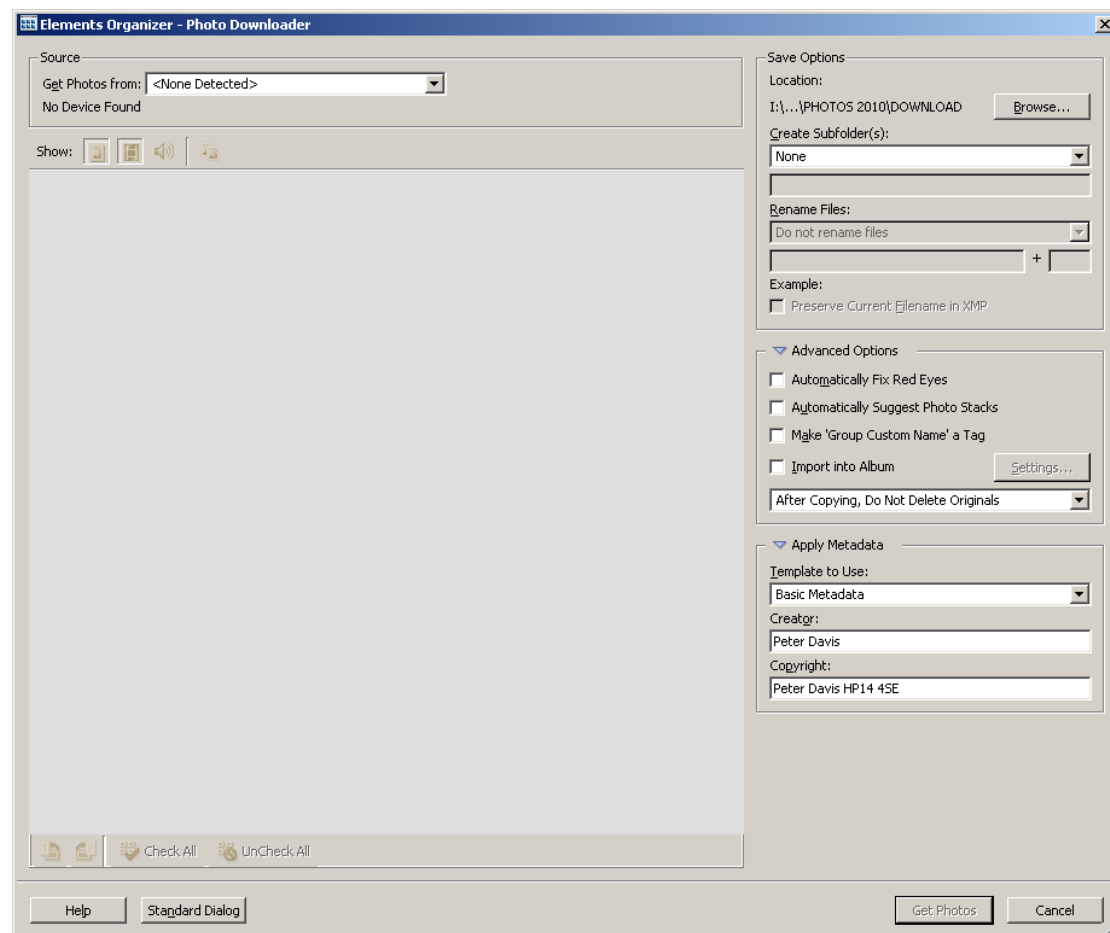 Elements Organizer - Photo Downloader
Source
Get Photos from: <None Detected>
No Device Found
Show:
Check All UnCheck All
Save Options
Location:
I:\...\PHOTOS 2010\DOWNLOAD Browse...
Create Subfolder(s):
None
Rename Files:
Do not rename files
+
Example:
Preserve Current Filename in XMP
Advanced Options
Automatically Fix Red Eyes
Automatically Suggest Photo Stacks
Make 'Group Custom Name' a Tag
Import into Album Settings...
After Copying, Do Not Delete Originals
Apply Metadata
Template to Use:
Basic Metadata
Creator:
Peter Davis
Copyright:
Peter Davis HP14 4SE
Help Standard Dialog Get Photos Cancel